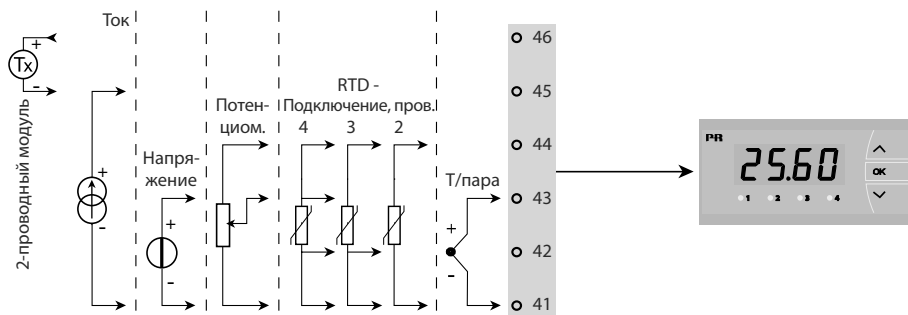 Ток
+
Tx
-
2-проводный модуль
+
-
Напря-
жение
+
-
Потен-
циом.
RTD -
Подключение, пров.
4 3 2
Т/пара
+
-
46
45
44
43
42
41
PR
25.60
1 2 3 4
OK